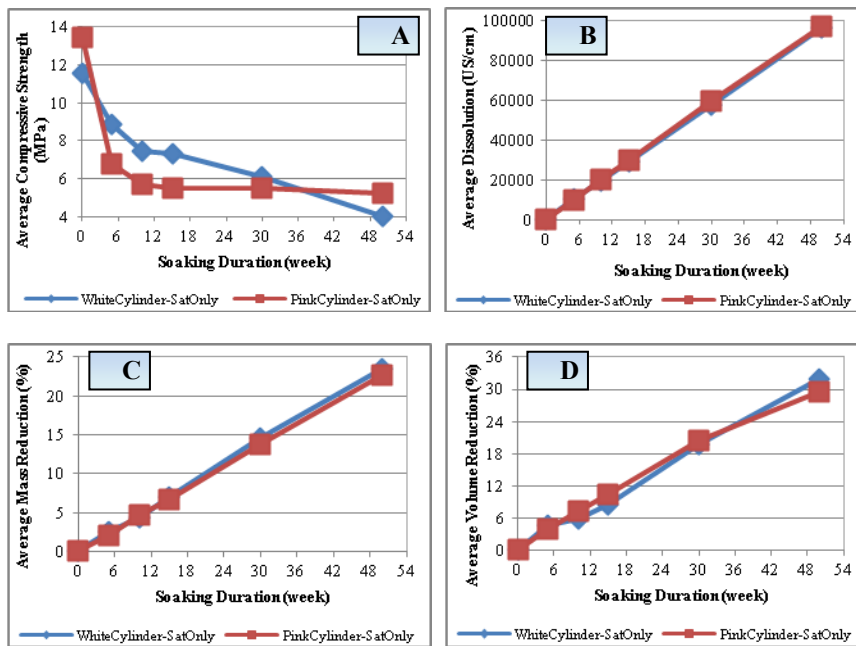 A
Average Compressive Strength
(MPa)
14
12
10
8
6
4
0 6 12 18 24 30 36 42 48 54
Soaking Duration (week)
WhiteCylinder-SatOnly PinkCylinder-SatOnly
B
Average Dissolution (US/cm)
100000
80000
60000
40000
20000
0
0 6 12 18 24 30 36 42 48 54
Soaking Duration (week)
WhiteCylinder-SatOnly PinkCylinder-SatOnly
C
Average Mass Reduction (%)
25
20
15
10
5
0
0 6 12 18 24 30 36 42 48 54
Soaking Duration (week)
WhiteCylinder-SatOnly PinkCylinder-SatOnly
D
Average Volume Reduction (%)
36
30
24
18
12
6
0
0 6 12 18 24 30 36 42 48 54
Soaking Duration (week)
WhiteCylinder-SatOnly PinkCylinder-SatOnly